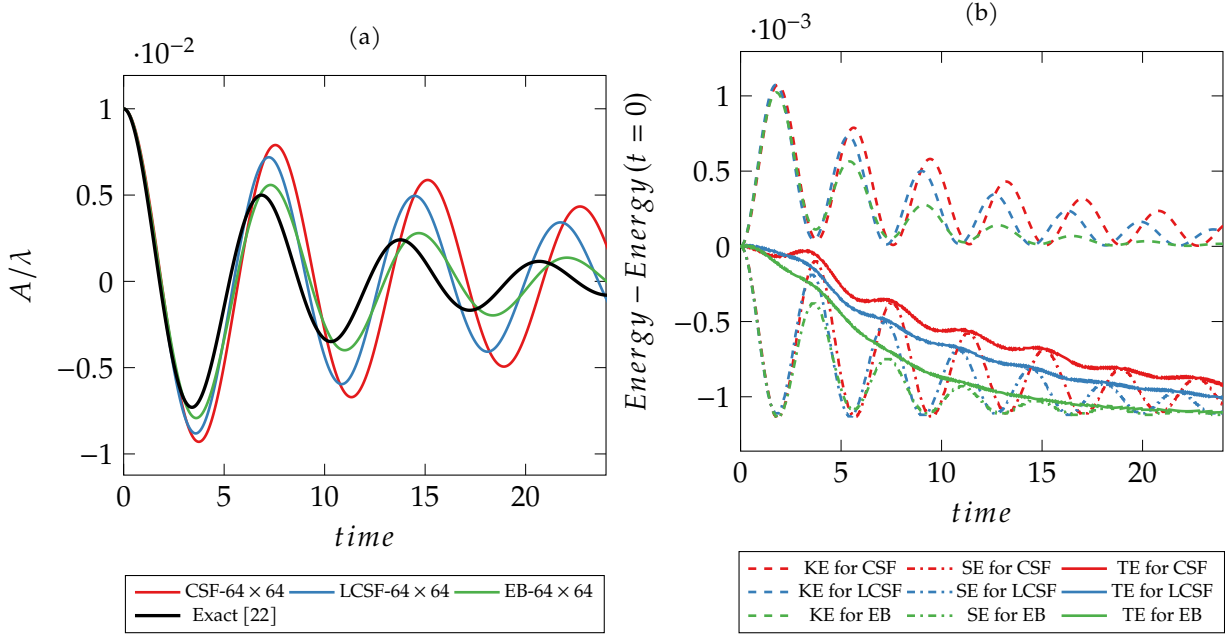 (a)
·10⁻²
1
0.5
0
−0.5
−1
A/λ
0 5 10 15 20
time
CSF-64 × 64 LCSF-64 × 64 EB-64 × 64
Exact [22]
(b)
·10⁻³
1
0.5
0
−0.5
−1
Energy − Energy(t = 0)
0 5 10 15 20
time
KE for CSF SE for CSF TE for CSF
KE for LCSF SE for LCSF TE for LCSF
KE for EB SE for EB TE for EB